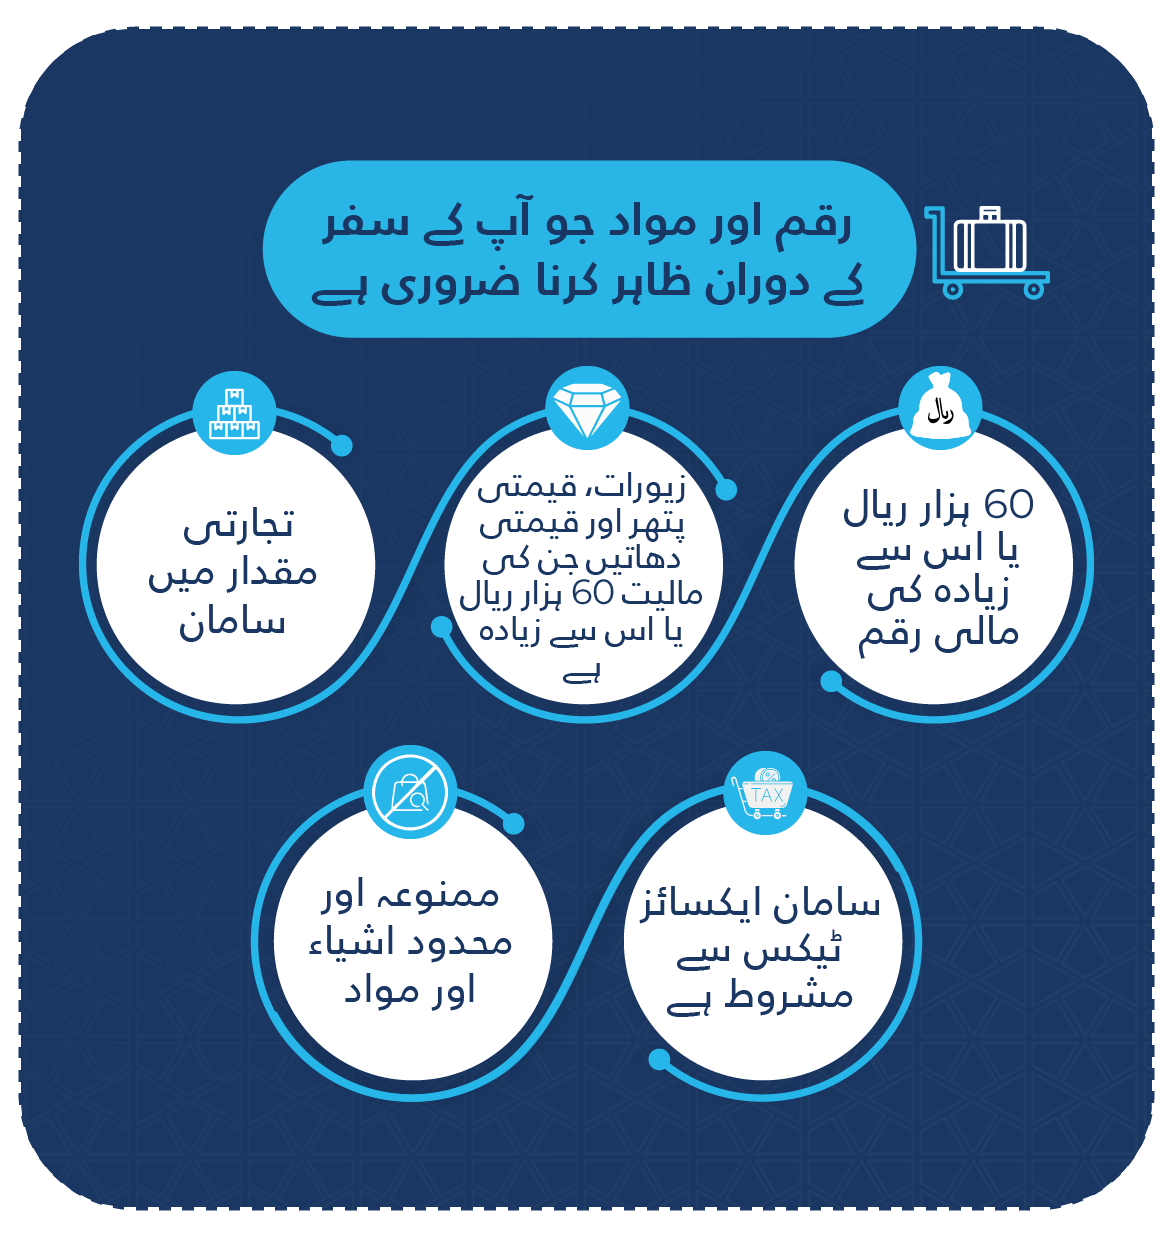 رقم اور مواد جو آپ کے سفر
کے دوران ظاہر کرنا ضروری ہے
ریال
60 ہزار ریال
یا اس سے
زیادہ کی
مالی رقم
زیورات، قیمتی
پتھر اور قیمتی
دھاتیں جن کی
مالیت 60 ہزار ریال
یا اس سے زیادہ
ہے
تجارتی
مقدار میں
سامان
%
TAX
سامان ایکسائز
ٹیکس سے
مشروط ہے
ممنوعہ اور
محدود اشیاء
اور مواد